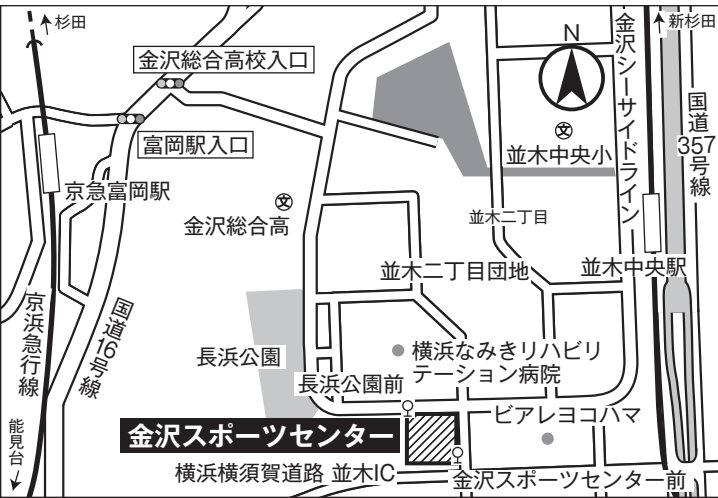 杉田
金沢総合高校入口
富岡駅入口
京急富岡駅
金沢総合高
文
京浜急行線
国道16号線
能見台
長浜公園
長浜公園前
金沢スポーツセンター
横浜横須賀道路 並木IC
金沢スポーツセンター前
ビアレヨコハマ
横浜なみきリハビリ
テーション病院
並木二丁目団地
並木二丁目
並木中央小
文
N
金沢シーサイドライン
新杉田
国道
357
号線
並木中央駅